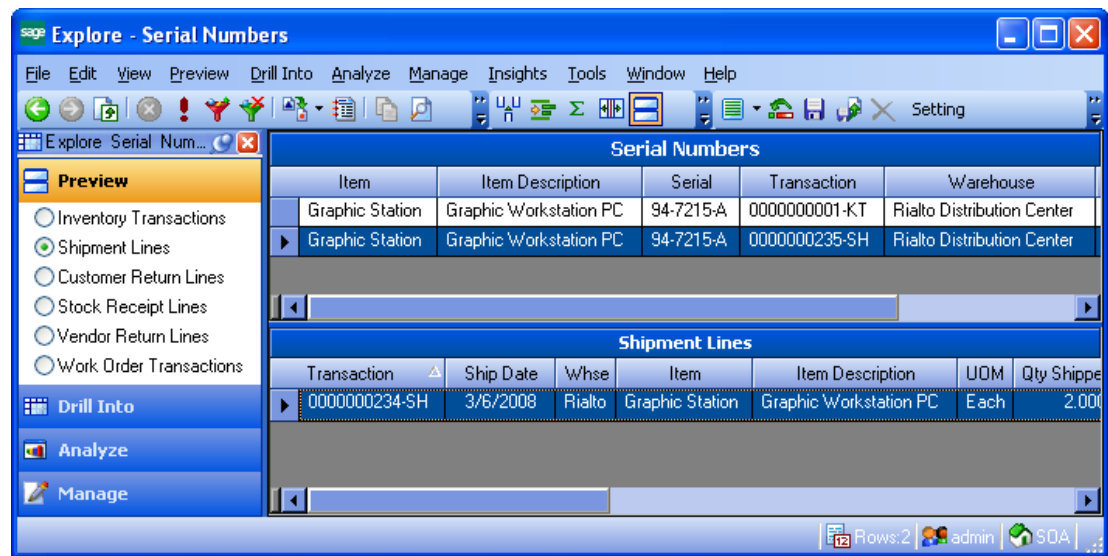 sage Explore - Serial Numbers
File Edit View Preview Drill Into Analyze Manage Insights Tools Window Help
Setting
Explore Serial Num...
Preview
Inventory Transactions
Shipment Lines
Customer Return Lines
Stock Receipt Lines
Vendor Return Lines
Work Order Transactions
Drill Into
Analyze
Manage
Serial Numbers
Item Item Description Serial Transaction Warehouse
Graphic Station Graphic Workstation PC 94-7215-A 0000000001-KT Rialto Distribution Center
Graphic Station Graphic Workstation PC 94-7215-A 0000000235-SH Rialto Distribution Center
Shipment Lines
Transaction Ship Date Whse Item Item Description UOM Qty Shippe
0000000234-SH 3/6/2008 Rialto Graphic Station Graphic Workstation PC Each 2.000
12 Rows:2 admin SOA